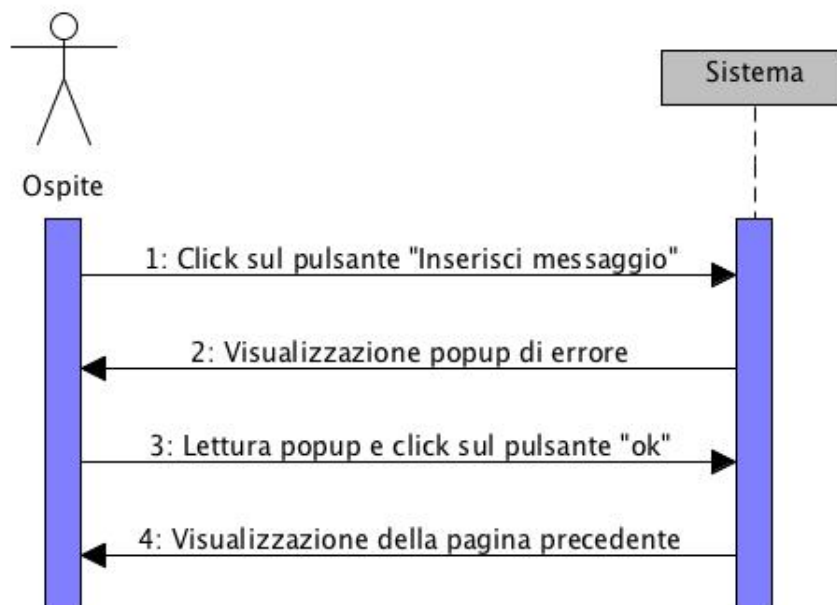 Sistema
Ospite
1: Click sul pulsante "Inserisci messaggio"
2: Visualizzazione popup di errore
3: Lettura popup e click sul pulsante "ok"
4: Visualizzazione della pagina precedente